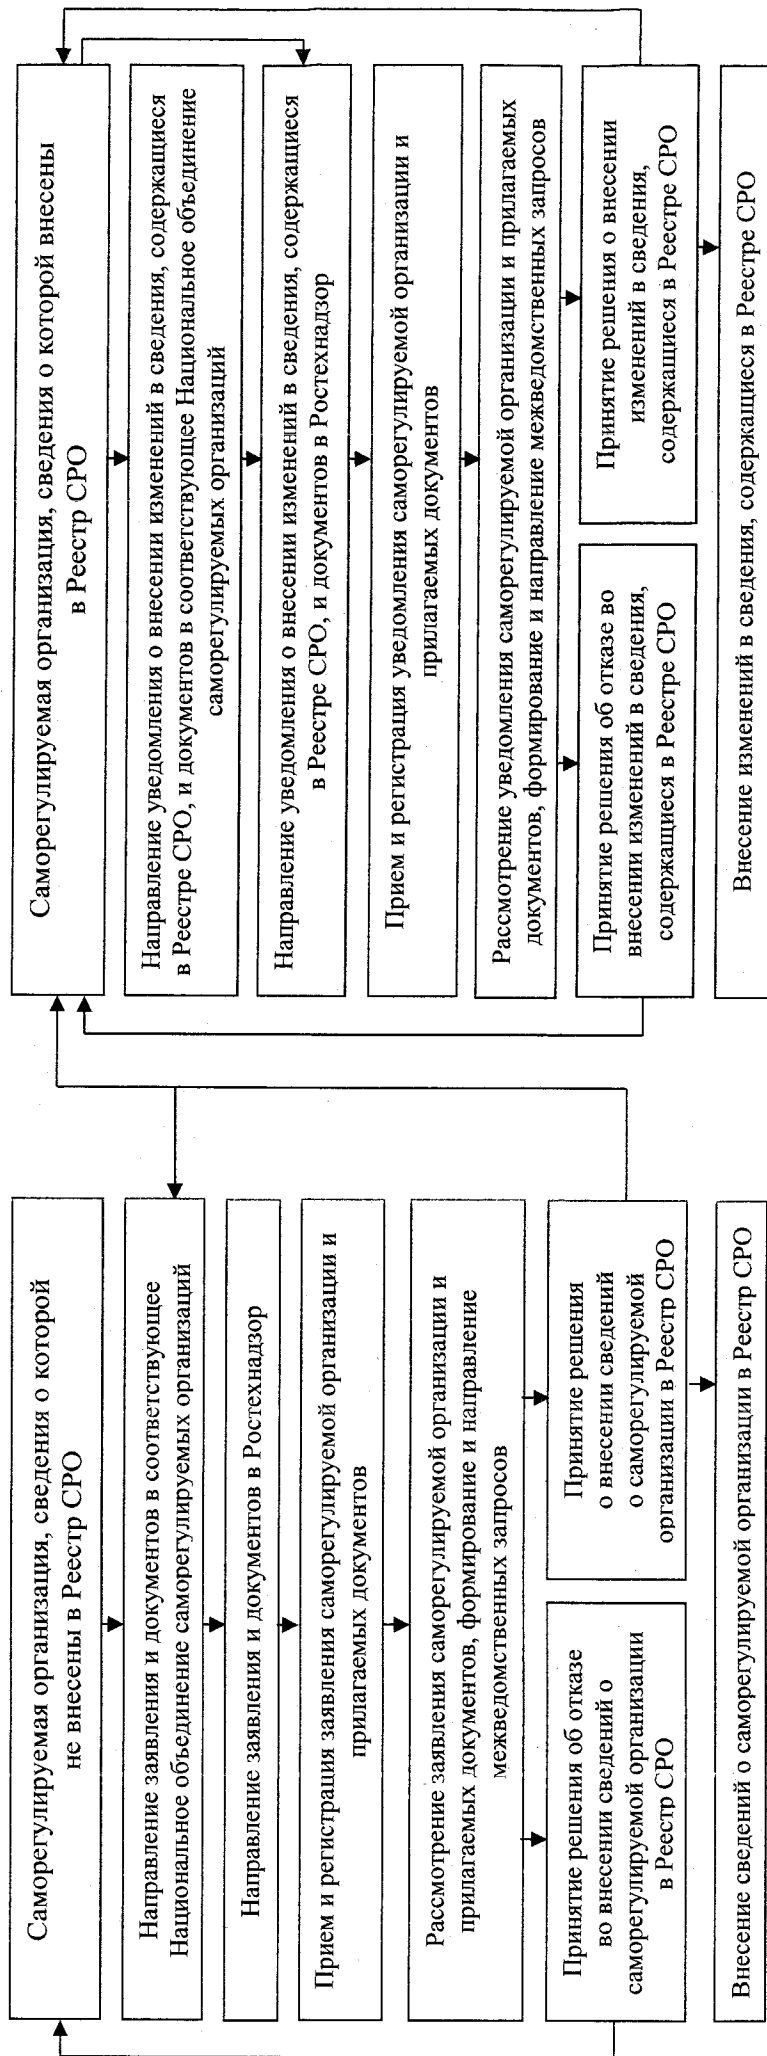 Саморегулируемая организация, сведения о которой
не внесены в Реестр СРО
Направление заявления и документов в соответствующее
Национальное объединение саморегулируемых организаций
Направление заявления и документов в Ростехнадзор
Прием и регистрация заявления саморегулируемой организации и
прилагаемых документов
Рассмотрение заявления саморегулируемой организации и
прилагаемых документов, формирование и направление
межведомственных запросов
Принятие решения об отказе
во внесении сведений о
саморегулируемой организации
в Реестр СРО
Принятие решения
о внесении сведений
о саморегулируемой
организации в Реестр СРО
Внесение сведений о саморегулируемой организации в Реестр СРО
Саморегулируемая организация, сведения о которой внесены
в Реестр СРО
Направление уведомления о внесении изменений в сведения, содержащиеся
в Реестре СРО, и документов в соответствующее Национальное объединение
саморегулируемых организаций
Направление уведомления о внесении изменений в сведения, содержащиеся
в Реестре СРО, и документов в Ростехнадзор
Прием и регистрация уведомления саморегулируемой организации и
прилагаемых документов
Рассмотрение уведомления саморегулируемой организации и прилагаемых
документов, формирование и направление межведомственных запросов
Принятие решения об отказе во
внесении изменений в сведения,
содержащиеся в Реестре СРО
Принятие решения о внесении
изменений в сведения,
содержащиеся в Реестре СРО
Внесение изменений в сведения, содержащиеся в Реестре СРО